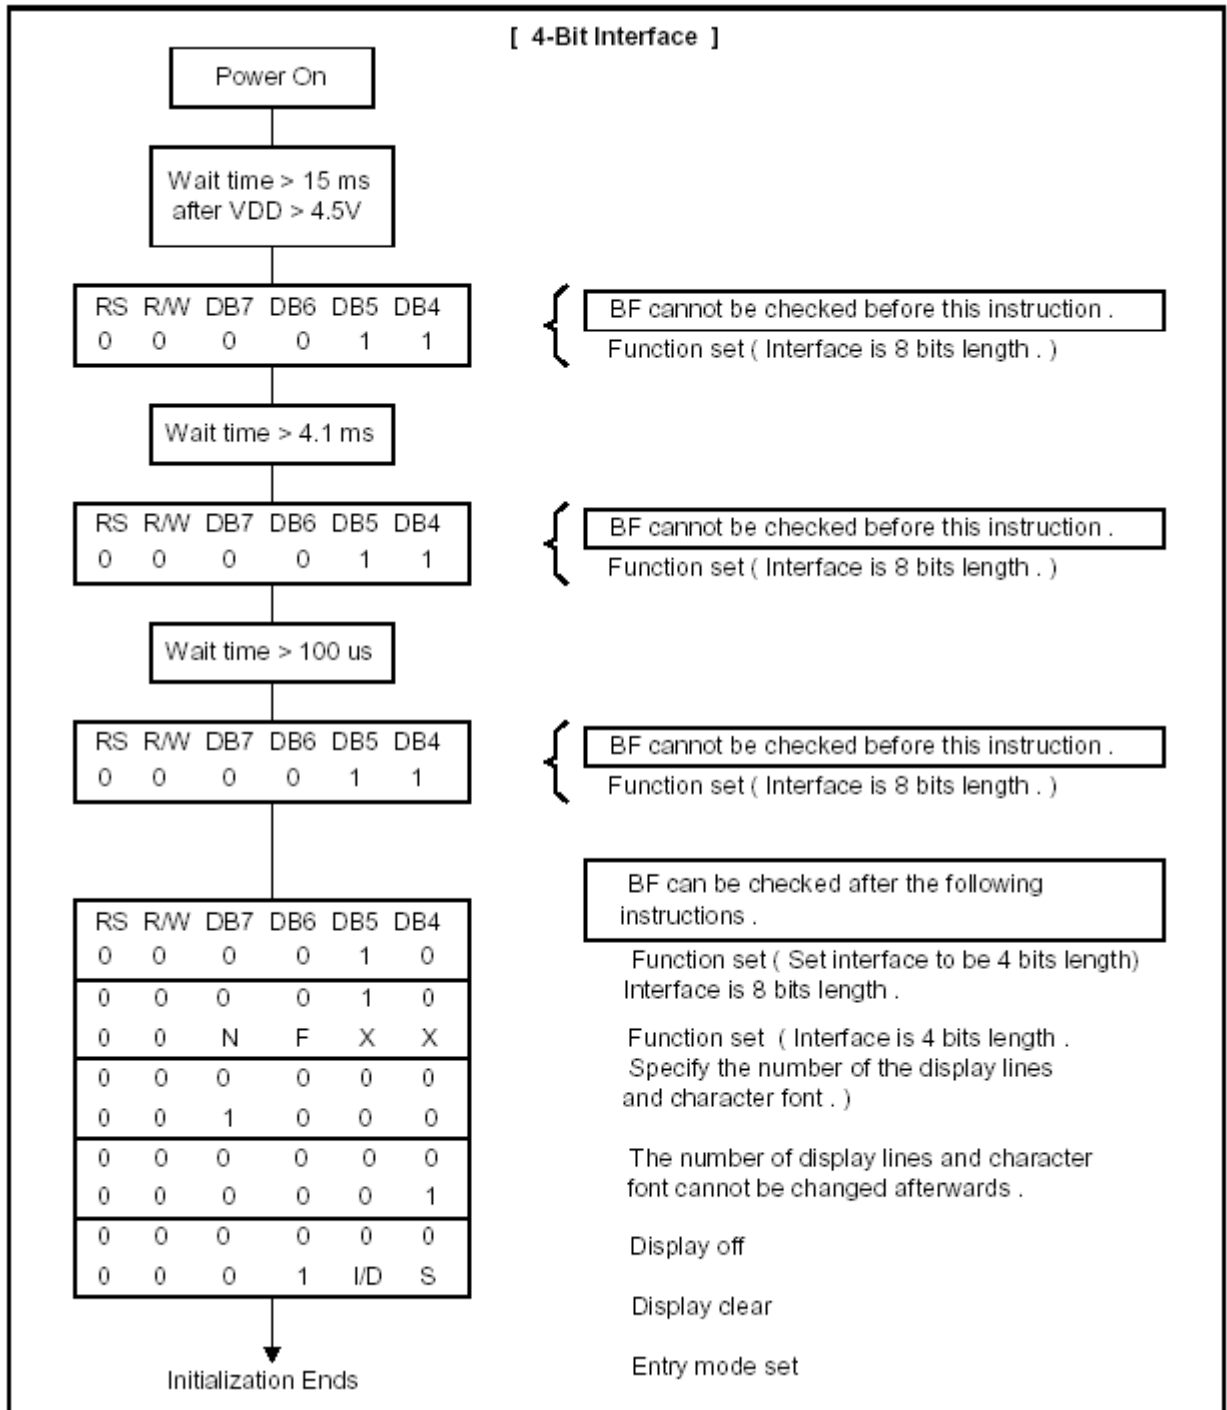 [ 4-Bit Interface ]
Power On
Wait time > 15 ms
after VDD > 4.5V
RS R/W DB7 DB6 DB5 DB4
0 0 0 0 1 1
BF cannot be checked before this instruction .
Function set ( Interface is 8 bits length . )
Wait time > 4.1 ms
RS R/W DB7 DB6 DB5 DB4
0 0 0 0 1 1
BF cannot be checked before this instruction .
Function set ( Interface is 8 bits length . )
Wait time > 100 us
RS R/W DB7 DB6 DB5 DB4
0 0 0 0 1 1
BF cannot be checked before this instruction .
Function set ( Interface is 8 bits length . )
RS R/W DB7 DB6 DB5 DB4
0 0 0 0 1 0
0 0 0 0 1 0
0 0 N F X X
0 0 0 0 0 0
0 0 1 0 0 0
0 0 0 0 0 0
0 0 0 0 0 1
0 0 0 0 0 0
0 0 0 1 I/D S
BF can be checked after the following
instructions .
Function set ( Set interface to be 4 bits length)
Interface is 8 bits length .
Function set ( Interface is 4 bits length .
Specify the number of the display lines
and character font . )
The number of display lines and character
font cannot be changed afterwards .
Display off
Display clear
Entry mode set
Initialization Ends